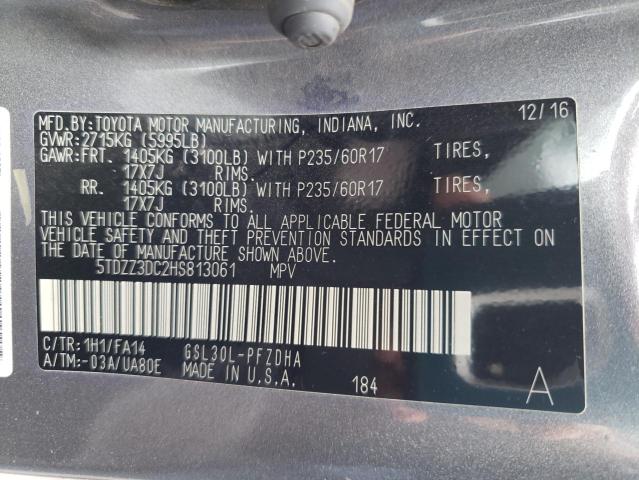 MFD.BY:TOYOTA MOTOR MANUFACTURING, INDIANA, INC. 12/16
GVWR:2715KG (5995LB)
GAWR:FRT. 1405KG (3100LB) WITH P235/60R17 TIRES,
17X7J RIMS.
RR. 1405KG (3100LB) WITH P235/60R17 TIRES,
17X7J RIMS.
THIS VEHICLE CONFORMS TO ALL APPLICABLE FEDERAL MOTOR
VEHICLE SAFETY AND THEFT PREVENTION STANDARDS IN EFFECT ON
THE DATE OF MANUFACTURE SHOWN ABOVE.
5TDZZ3DC2HS813061 MPV
C/TR:1H1/FA14 GSL30L-PFZDHA
A/TM:-03A/UA80E MADE IN U.S.A. 184 A